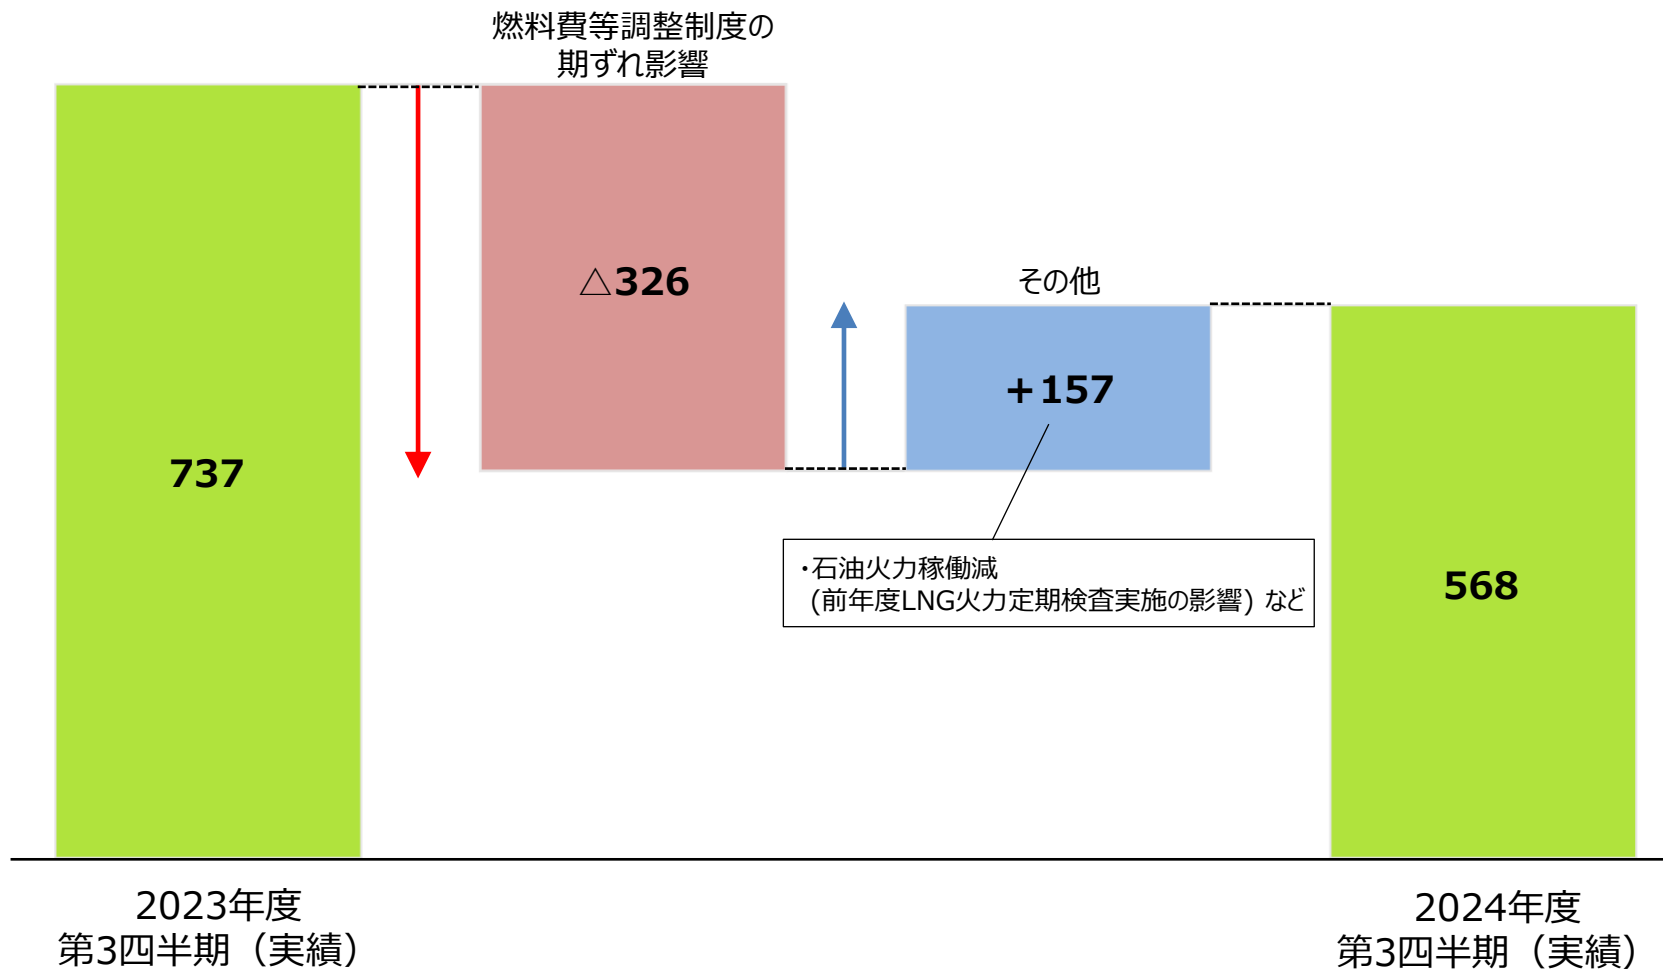 燃料費等調整制度の
期ずれ影響
△326
その他
+157
737
・石油火力稼働減
(前年度LNG火力定期検査実施の影響) など
568
2023年度
第3四半期（実績）
2024年度
第3四半期（実績）